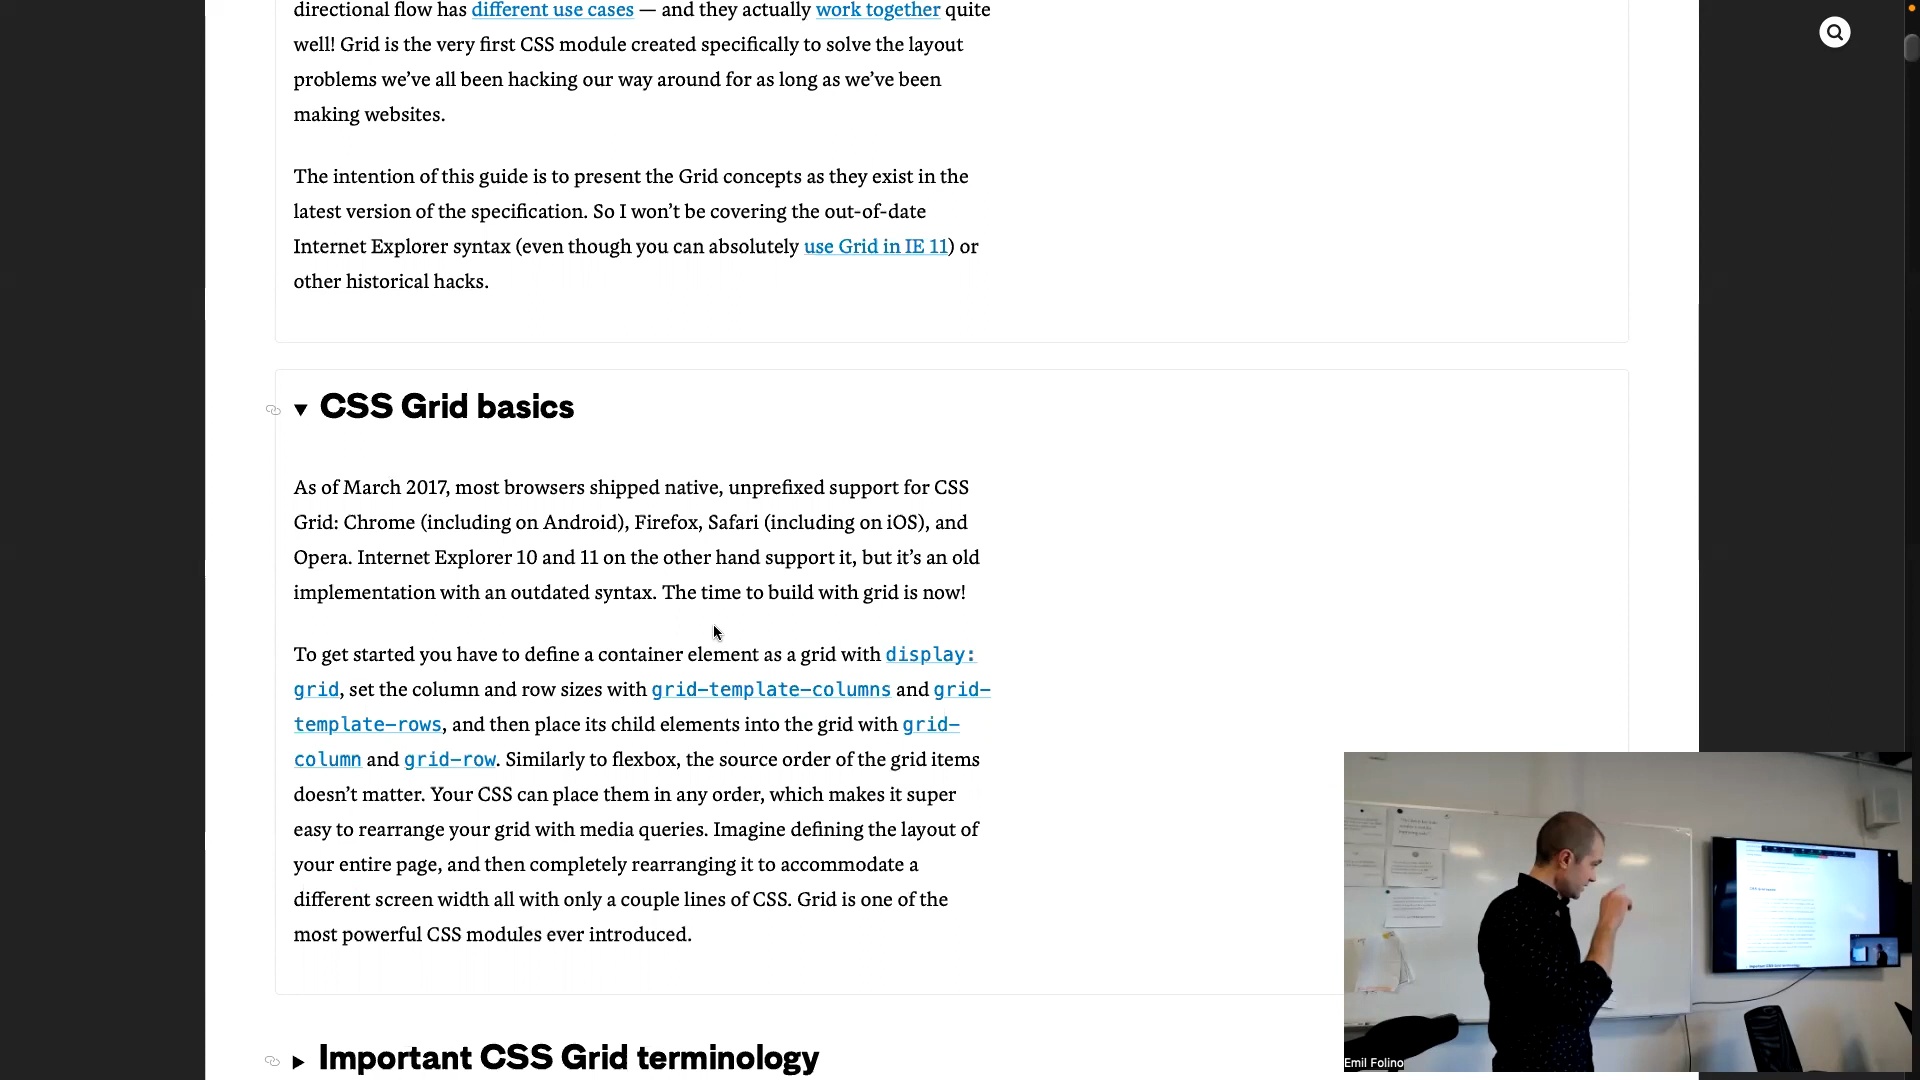 directional flow has different use cases — and they actually work together quite
well! Grid is the very first CSS module created specifically to solve the layout
problems we’ve all been hacking our way around for as long as we’ve been
making websites.
The intention of this guide is to present the Grid concepts as they exist in the
latest version of the specification. So I won’t be covering the out-of-date
Internet Explorer syntax (even though you can absolutely use Grid in IE 11) or
other historical hacks.
CSS Grid basics
As of March 2017, most browsers shipped native, unprefixed support for CSS
Grid: Chrome (including on Android), Firefox, Safari (including on iOS), and
Opera. Internet Explorer 10 and 11 on the other hand support it, but it’s an old
implementation with an outdated syntax. The time to build with grid is now!
To get started you have to define a container element as a grid with display:
grid, set the column and row sizes with grid-template-columns and grid-
template-rows, and then place its child elements into the grid with grid-
column and grid-row. Similarly to flexbox, the source order of the grid items
doesn’t matter. Your CSS can place them in any order, which makes it super
easy to rearrange your grid with media queries. Imagine defining the layout of
your entire page, and then completely rearranging it to accommodate a
different screen width all with only a couple lines of CSS. Grid is one of the
most powerful CSS modules ever introduced.
Important CSS Grid terminology
Emil Folino